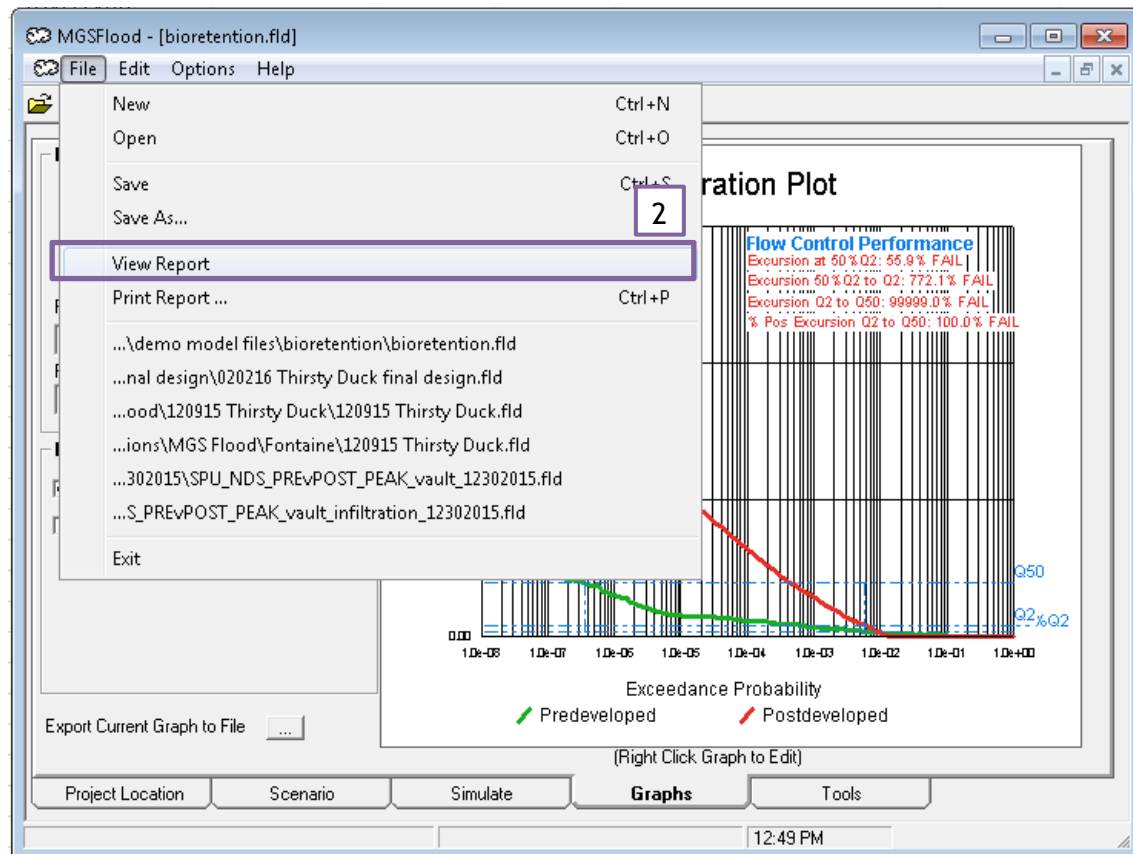 MGSFlood - [bioretention.fld]
File Edit Options Help
New Ctrl+N
Open Ctrl+O
Save Ctrl+S
Save As...
2
View Report
Print Report ... Ctrl+P
...\demo model files\bioretention\bioretention.fld
...nal design\020216 Thirsty Duck final design.fld
...ood\120915 Thirsty Duck\120915 Thirsty Duck.fld
...ions\MGS Flood\Fontaine\120915 Thirsty Duck.fld
...302015\SPU_NDS_PREvPOST_PEAK_vault_12302015.fld
...S_PREvPOST_PEAK_vault_infiltration_12302015.fld
Exit
ration Plot
Flow Control Performance
Excursion at 50%Q2: 55.9% FAIL
Excursion 50%Q2 to Q2: 772.1% FAIL
Excursion Q2 to Q50: 99999.0% FAIL
% Pos Excursion Q2 to Q50: 100.0% FAIL
Q50
Q2%Q2
0.00
1.0e-08 1.0e-07 1.0e-06 1.0e-05 1.0e-04 1.0e-03 1.0e-02 1.0e-01 1.0e+00
Exceedance Probability
Predeveloped Postdeveloped
Export Current Graph to File ...
(Right Click Graph to Edit)
Project Location Scenario Simulate Graphs Tools
12:49 PM